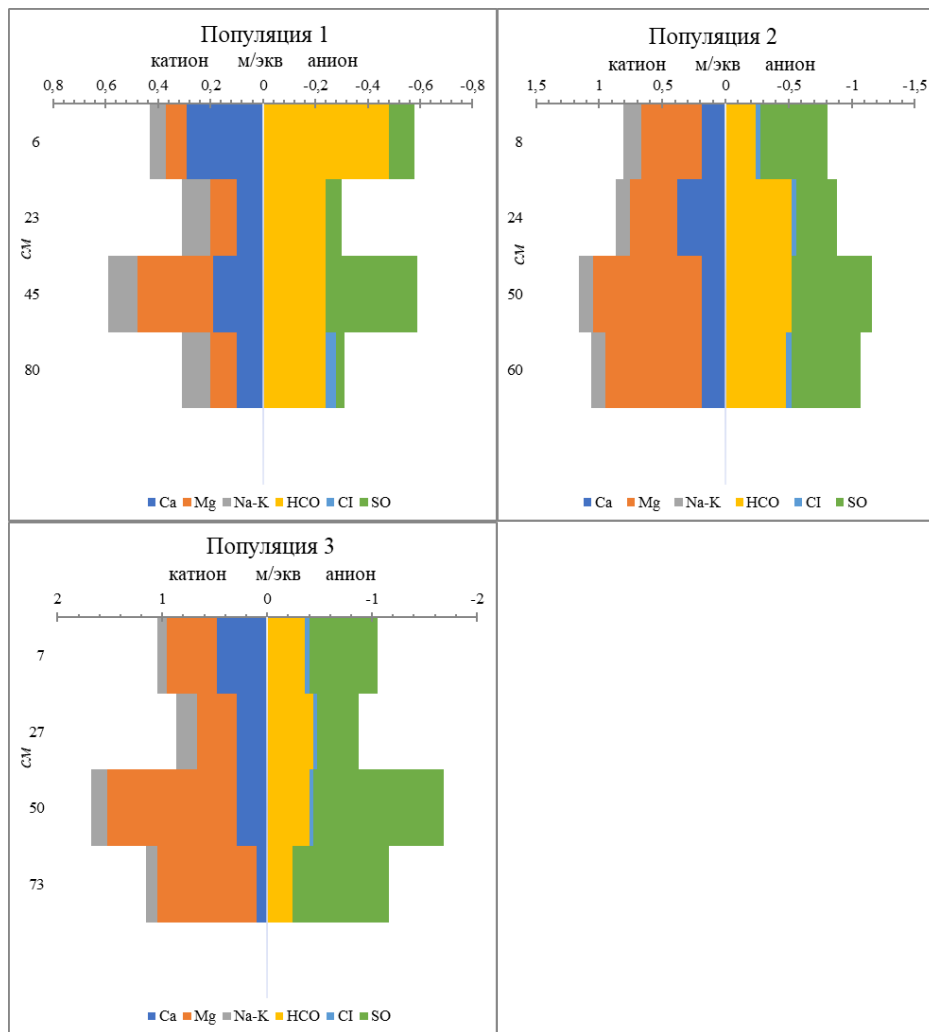 Популяция 1
катион м/экв анион
0,8 0,6 0,4 0,2 0 -0,2 -0,4 -0,6 -0,8
6
23
см
45
80
Ca Mg Na-K HCO CI SO
Популяция 2
катион м/экв анион
1,5 1 0,5 0 -0,5 -1 -1,5
8
24
см
50
60
Ca Mg Na-K HCO CI SO
Популяция 3
катион м/экв анион
2 1 0 -1 -2
7
27
см
50
73
Ca Mg Na-K HCO CI SO